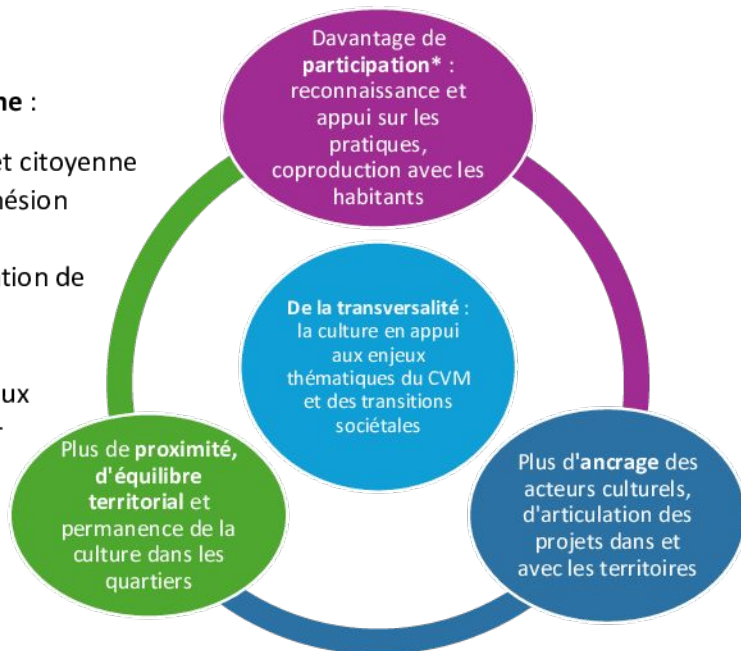 ne :
et citoyenne
hésion
tion de
ux
Davantage de
participation* :
reconnaissance et
appui sur les
pratiques,
coproduction avec les
habitants
De la transversalité :
la culture en appui
aux enjeux
thématiques du CVM
et des transitions
sociétales
Plus de proximité,
d'équilibre
territorial et
permanence de la
culture dans les
quartiers
Plus d'ancrage des
acteurs culturels,
d'articulation des
projets dans et
avec les territoires